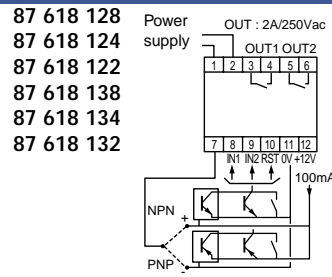 87 618 128
87 618 124
87 618 122
87 618 138
87 618 134
87 618 132
Power supply
OUT : 2A/250Vac
OUT1 OUT2
1 2 3 4 5 6
7 8 9 10 11 12
IN1 IN2 RST 0V +12V
100mA
NPN
+
PNP
-